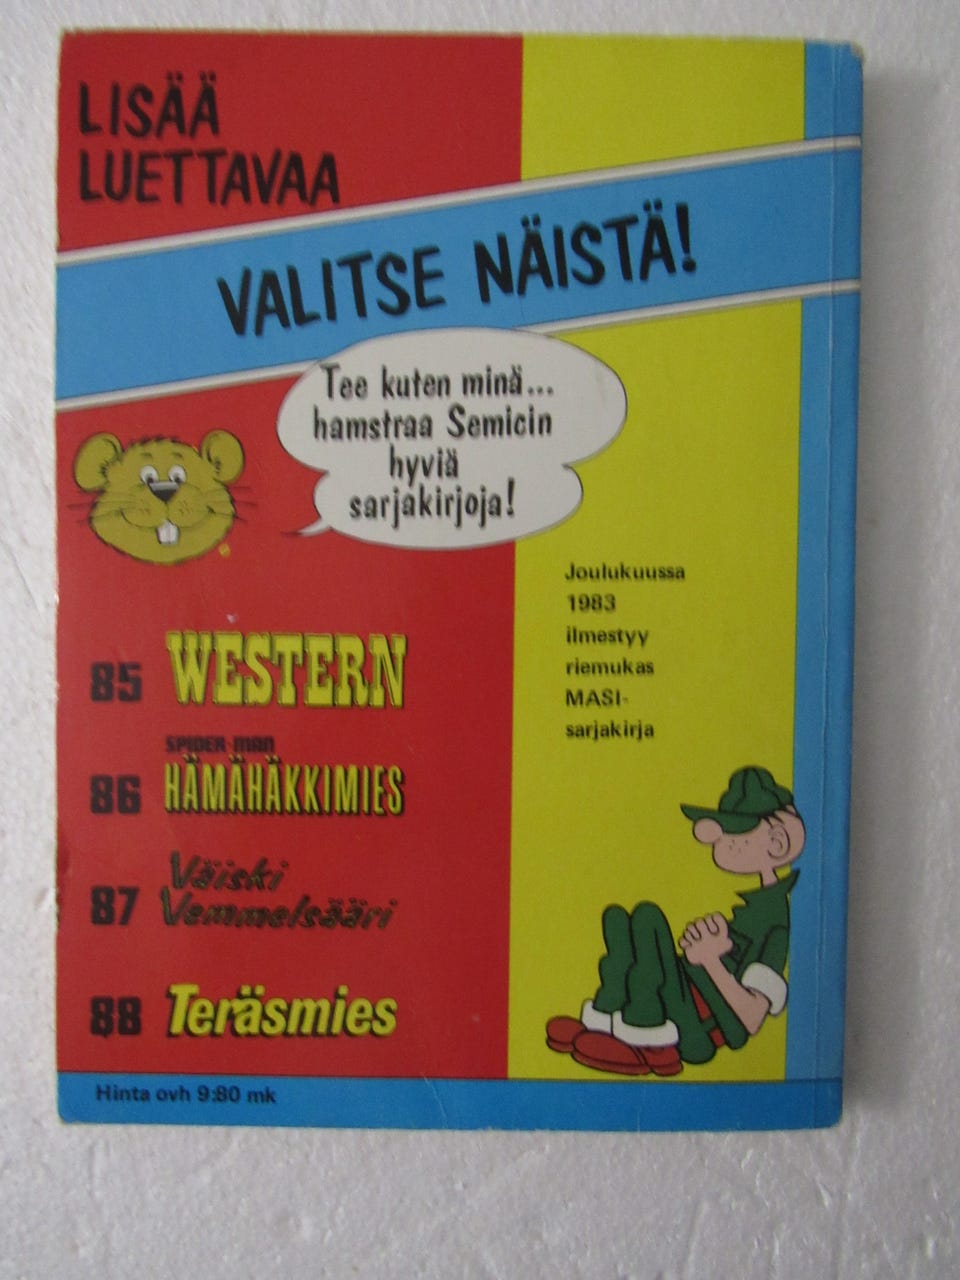 LISÄÄ
LUETTAVAA
VALITSE NÄISTÄ!
Tee kuten minä...
hamstraa Semicin
hyviä
sarjakirjoja!
Joulukuussa
1983
ilmestyy
riemukas
MASI-
sarjakirja
85 WESTERN
SPIDER-MAN
86 HÄMÄHÄKKIMIES
Väiski
87 Vemmelsääri
88 Teräsmies
Hinta ovh 9:80 mk